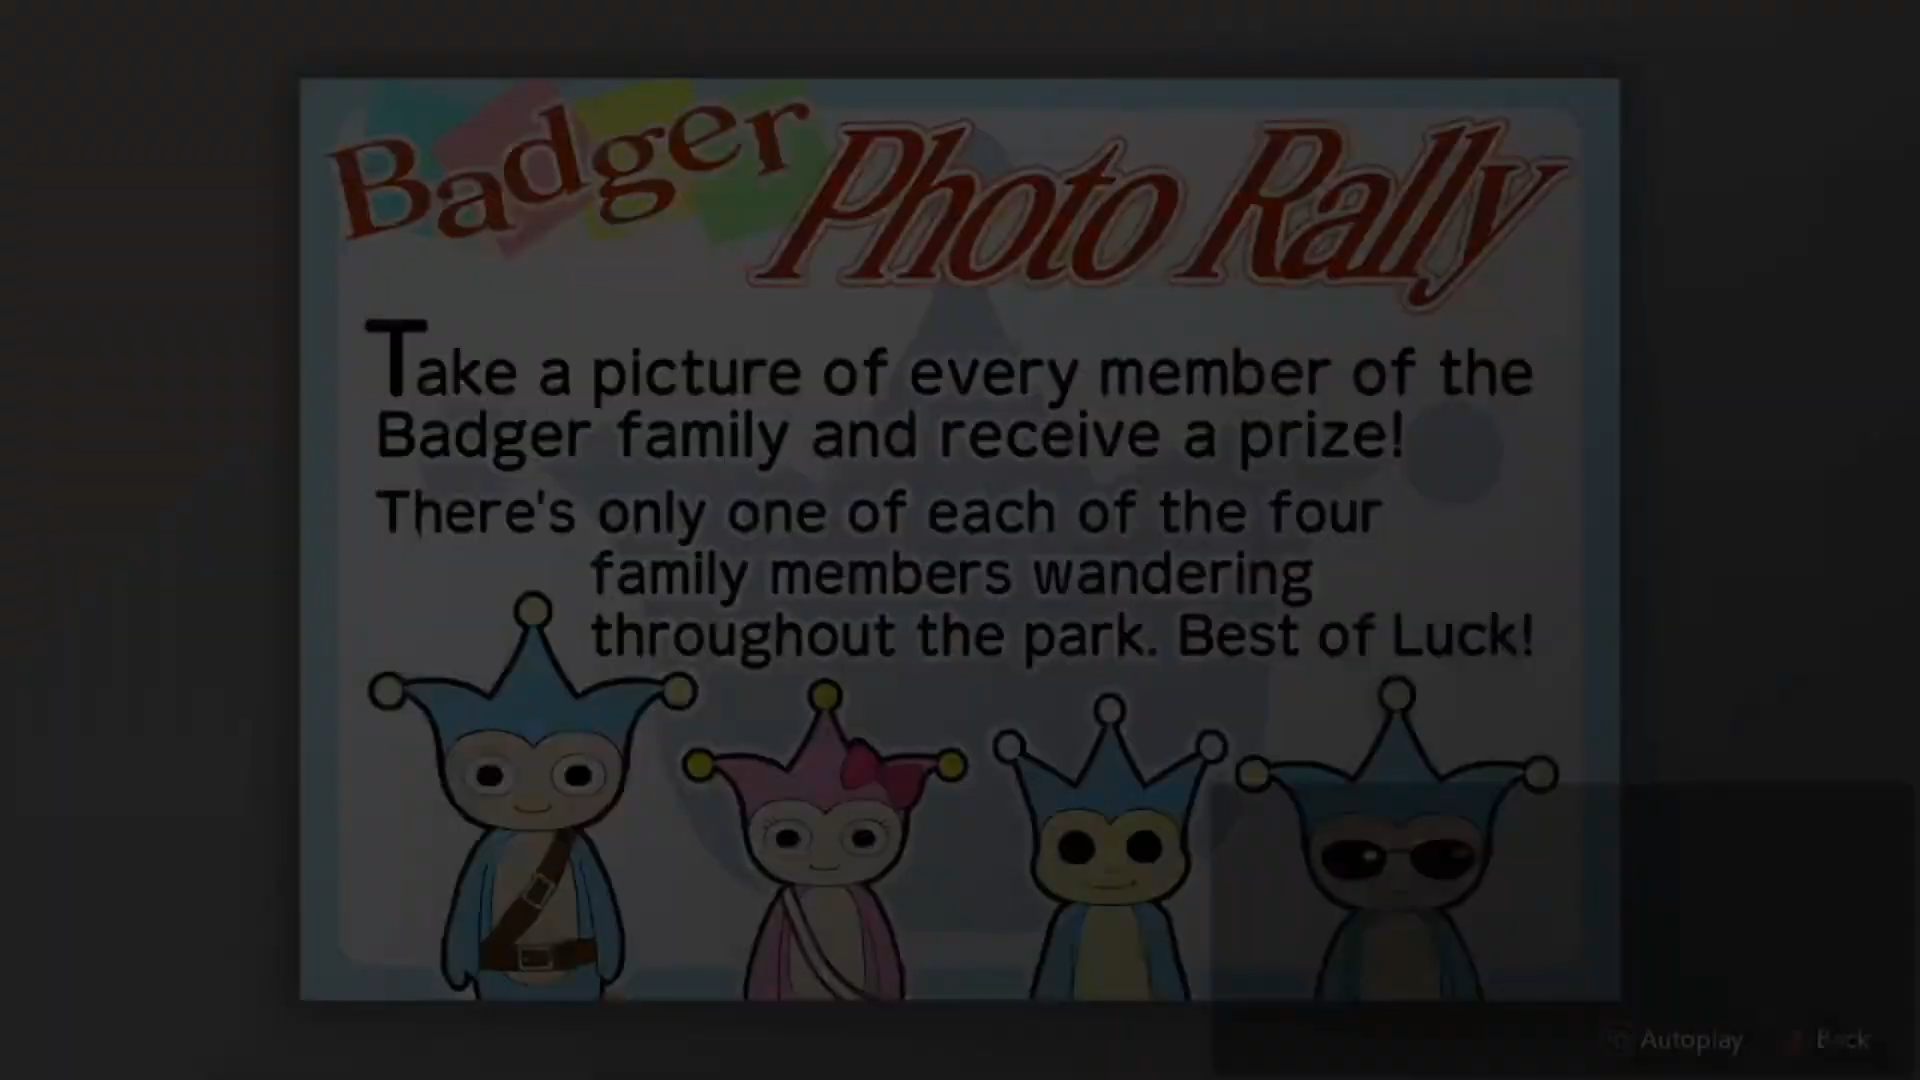 Badger Photo Rally
Take a picture of every member of the
Badger family and receive a prize!
There's only one of each of the four
family members wandering
throughout the park. Best of Luck!
Autoplay Back